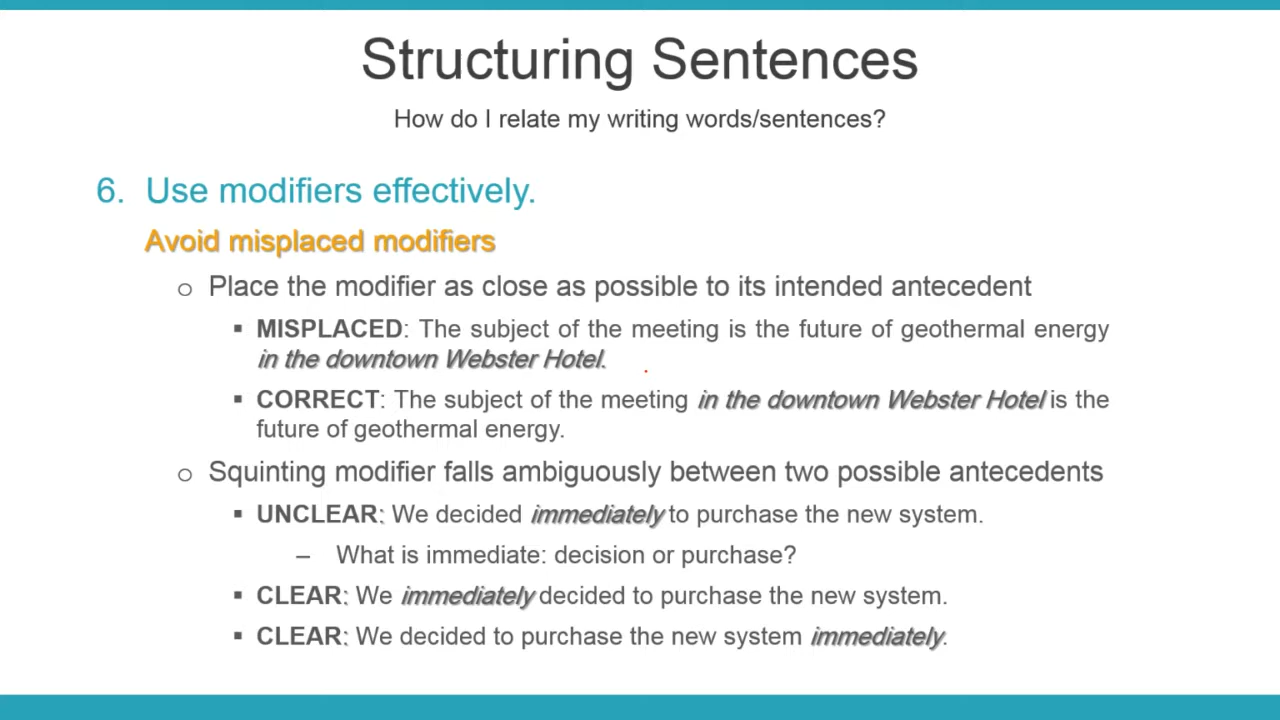 Structuring Sentences
How do I relate my writing words/sentences?
6. Use modifiers effectively.
Avoid misplaced modifiers
o Place the modifier as close as possible to its intended antecedent
▪ MISPLACED: The subject of the meeting is the future of geothermal energy
in the downtown Webster Hotel.
▪ CORRECT: The subject of the meeting in the downtown Webster Hotel is the
future of geothermal energy.
o Squinting modifier falls ambiguously between two possible antecedents
▪ UNCLEAR: We decided immediately to purchase the new system.
– What is immediate: decision or purchase?
▪ CLEAR: We immediately decided to purchase the new system.
▪ CLEAR: We decided to purchase the new system immediately.